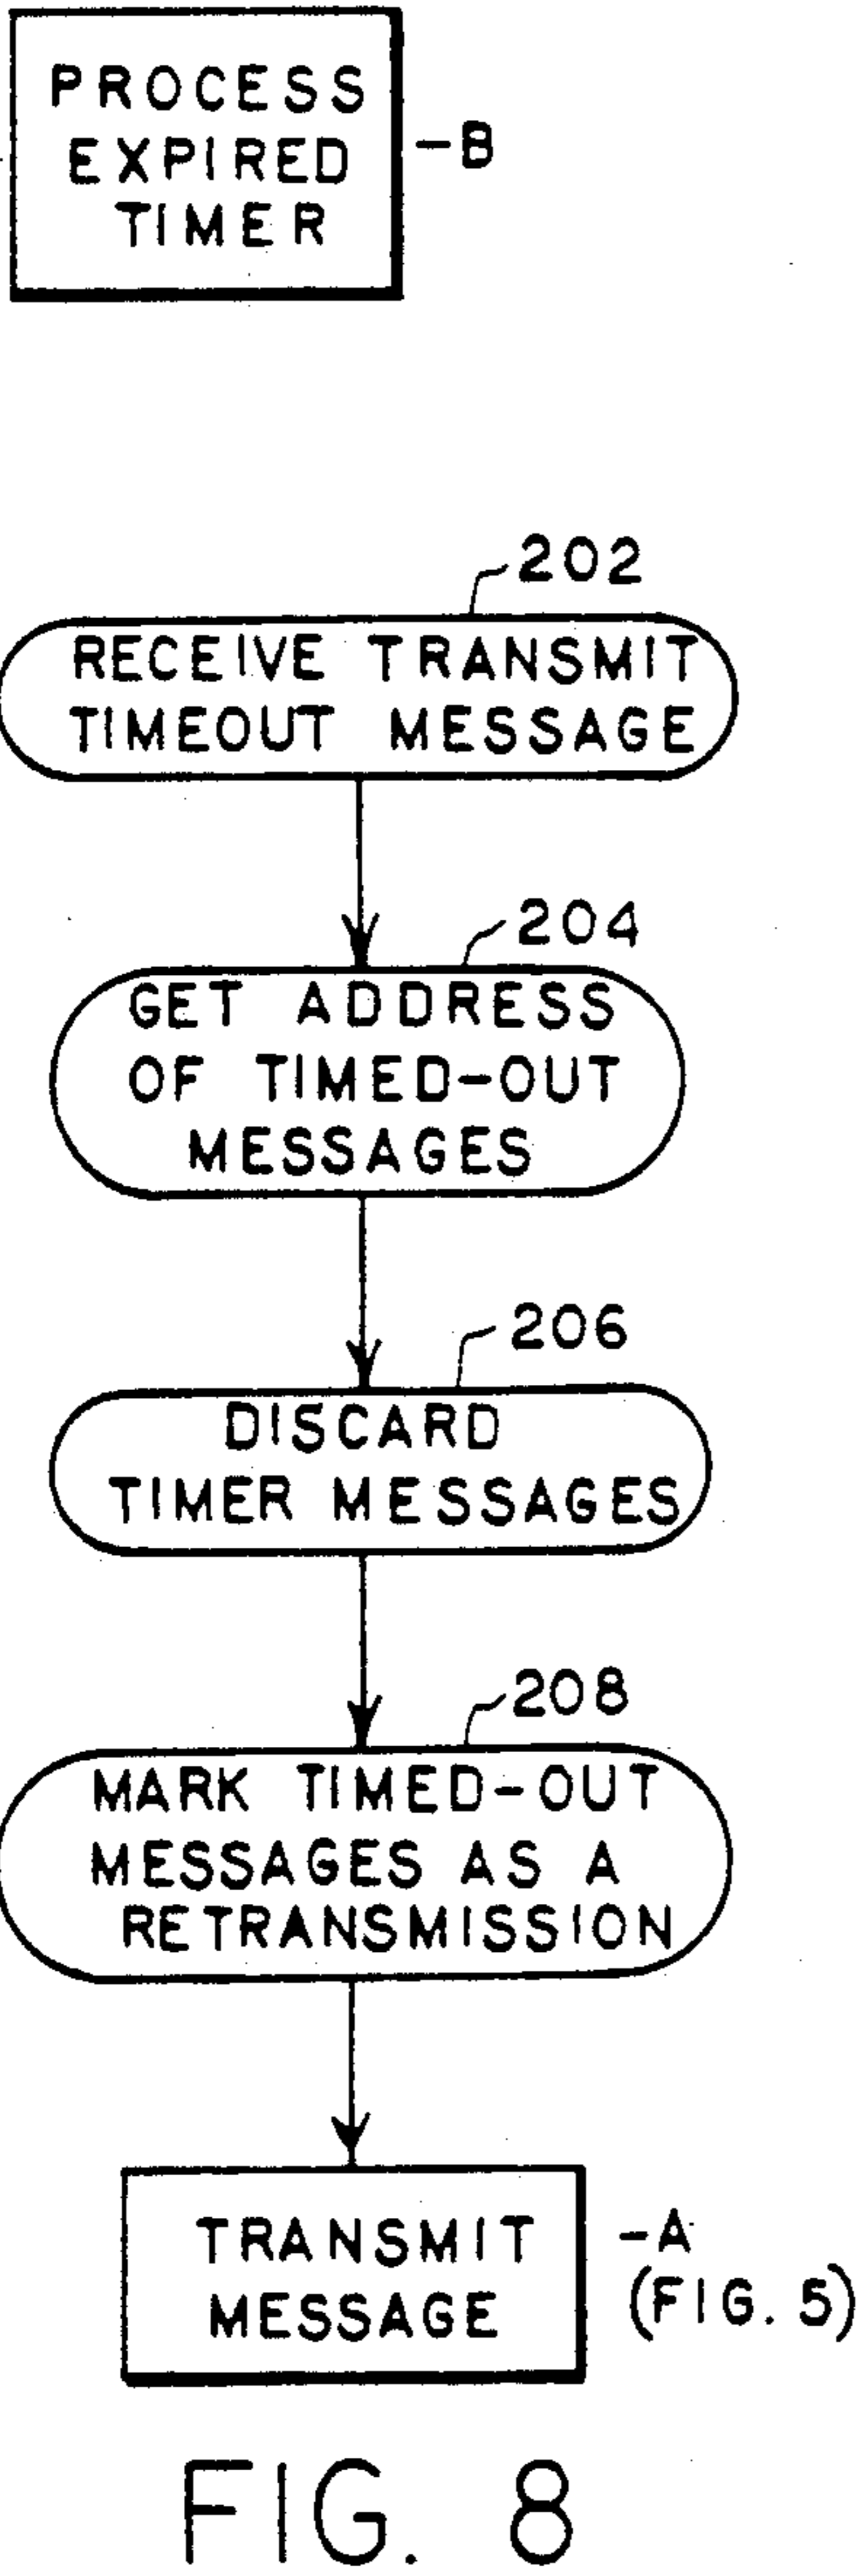 PROCESS
EXPIRED
TIMER
-B
202
RECEIVE TRANSMIT
TIMEOUT MESSAGE
204
GET ADDRESS
OF TIMED-OUT
MESSAGES
206
DISCARD
TIMER MESSAGES
208
MARK TIMED-OUT
MESSAGES AS A
RETRANSMISSION
TRANSMIT
MESSAGE
-A
(FIG. 5)
FIG. 8